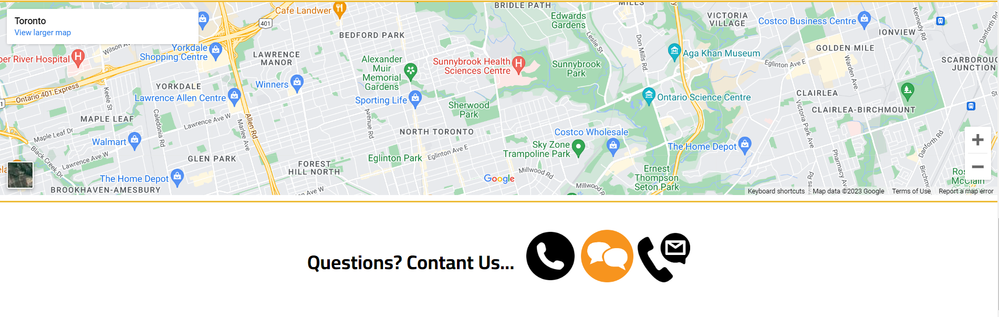 Toronto
View larger map
Cafe Landwer
401
BRIDLE PATH
MILLS
Edwards
Gardens
VICTORIA
VILLAGE
Costco Business Centre
IONVIEW
Kennedy Rd
Danforth Rd
BEDFORD PARK
Leslie St
Don Mills Rd
Wilson Av
Yorkdale
Shopping Centre
per River Hospital
LAWRENCE
MANOR
Alexander
Muir
Memorial
Gardens
Sunnybrook Health
Sciences Centre
Sunnybrook
Park
Aga Khan Museum
GOLDEN MILE
Eglinton Ave E
Warden Ave.
SCARBOROUG
JUNCTION
Ontario 401 Express
YORKDALE
Winners
Keele St
Lawrence Allen Centre
Sporting Life
Sherwood
Park
Ontario Science Centre
CLAIRLEA
CLAIRLEA-BIRCHMOUNT
Victoria Park Ave
1
MAPLE LEAF
Caledonia Rd
Lawrence Ave W
Allen Rd
Marlee Ave
Avenue Rd
NORTH TORONTO
Costco Wholesale
Maple Leaf Dr
Walmart
Sky Zone
Trampoline Park
The Home Depot
Danforth Rd
Black Creek Dr
Lawrence Ave W
GLEN PARK
FOREST
HILL NORTH
Eglinton Park
Eglinton Ave E
Pharmacy Av
Birchm
The Home Depot
Google
Millwood Rd
Ernest
Thompson
Seton Park
Ros
McClain
BROOKHAVEN-AMESBURY
on Ave W
Millwood R
es Rd
Keyboard shortcuts
Map data ©2023 Google
Terms of Use
Report a map error
Questions? Contant Us...